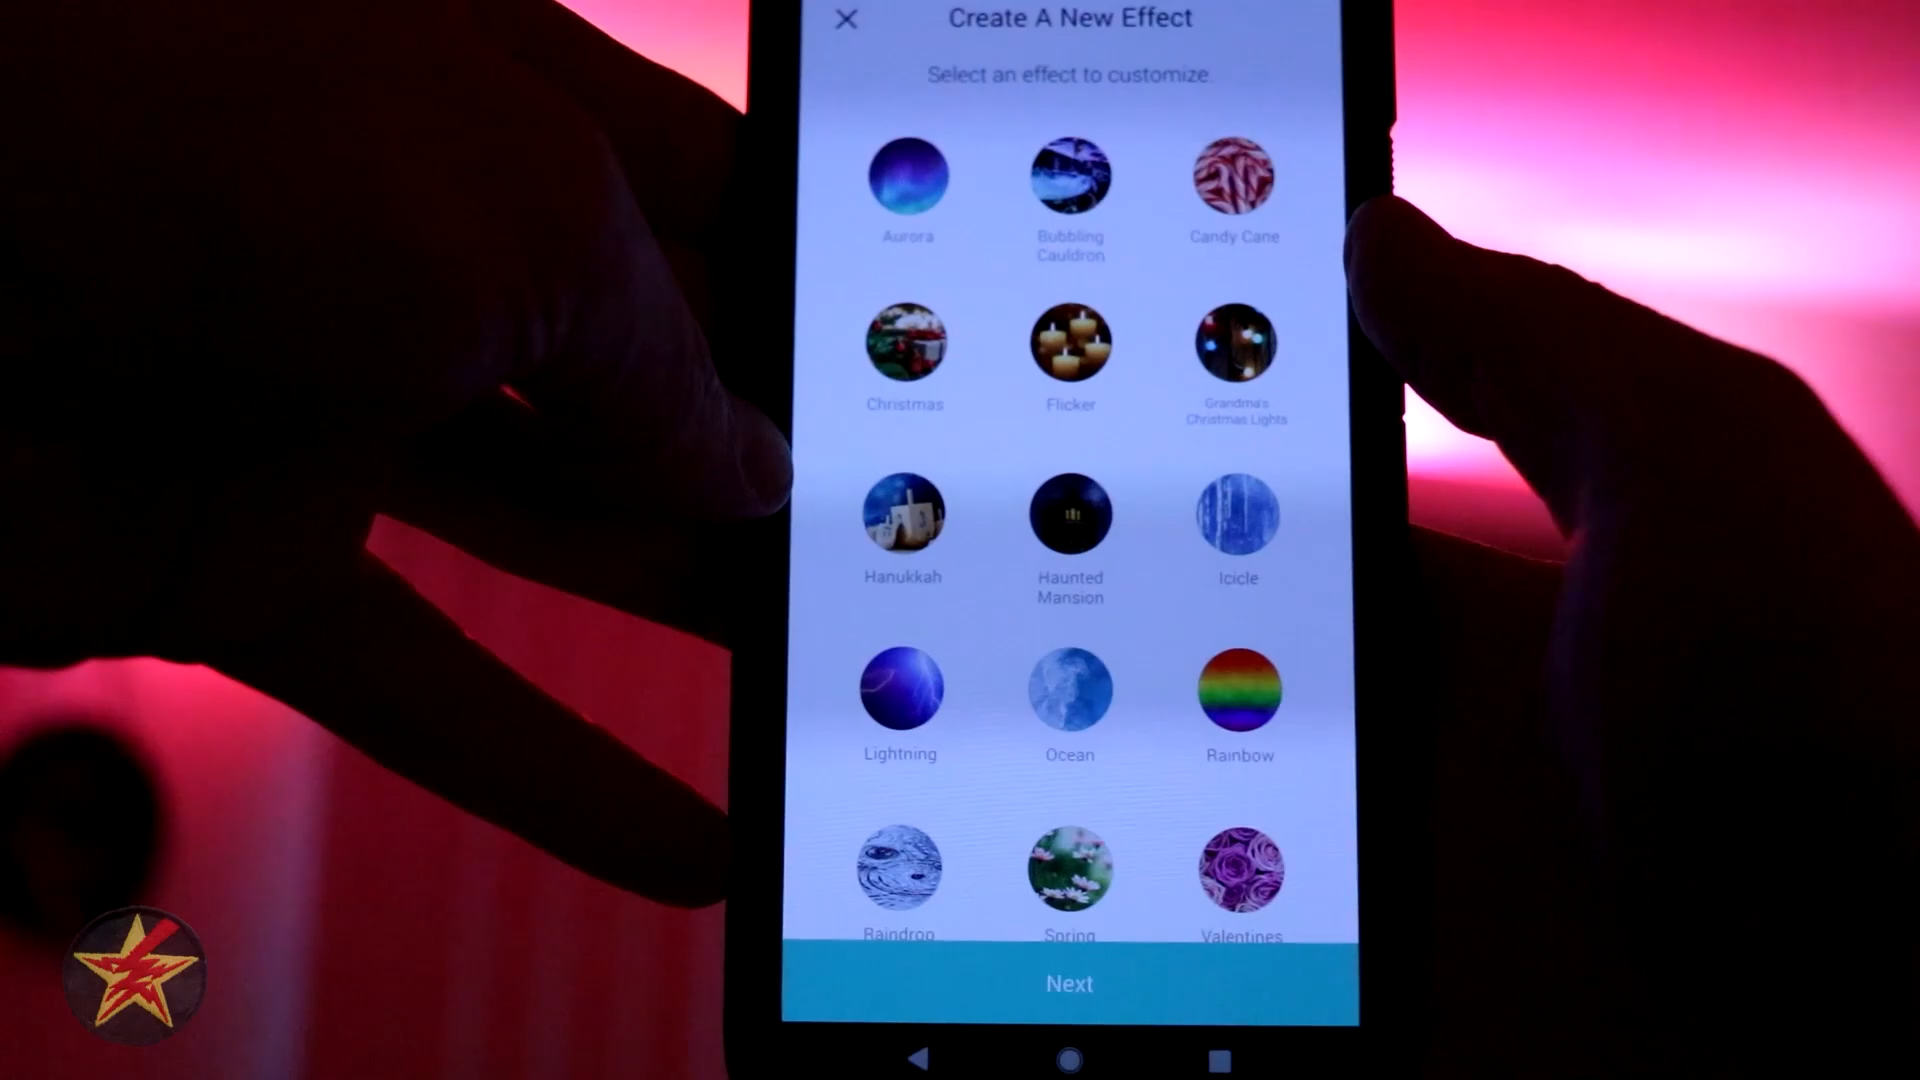 Create A New Effect
Select an effect to customize.
Aurora
Bubbling
Cauldron
Candy Cane
Christmas
Flicker
Grandma's
Christmas Lights
Hanukkah
Haunted
Mansion
Icicle
Lightning
Ocean
Rainbow
Raindrop
Spring
Valentines
Next